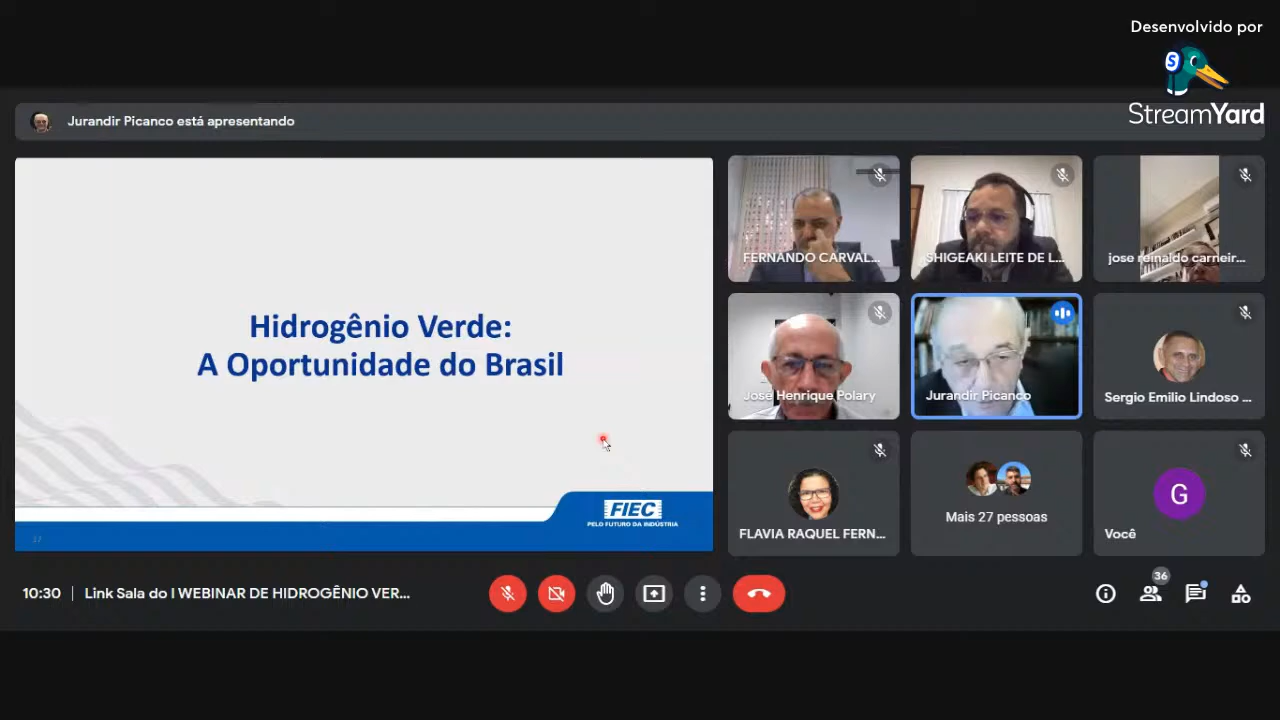 Desenvolvido por
StreamYard
Jurandir Picanco está apresentando
Hidrogênio Verde:
A Oportunidade do Brasil
FIEC
PELO FUTURO DA INDÚSTRIA
17
FERNANDO CARVAL...
SHIGEAKI LEITE DE L...
jose reinaldo carneir...
José Henrique Polary
Jurandir Picanco
Sergio Emilio Lindoso ...
FLAVIA RAQUEL FERN...
Mais 27 pessoas
G
Você
10:30 | Link Sala do I WEBINAR DE HIDROGÊNIO VER...
36